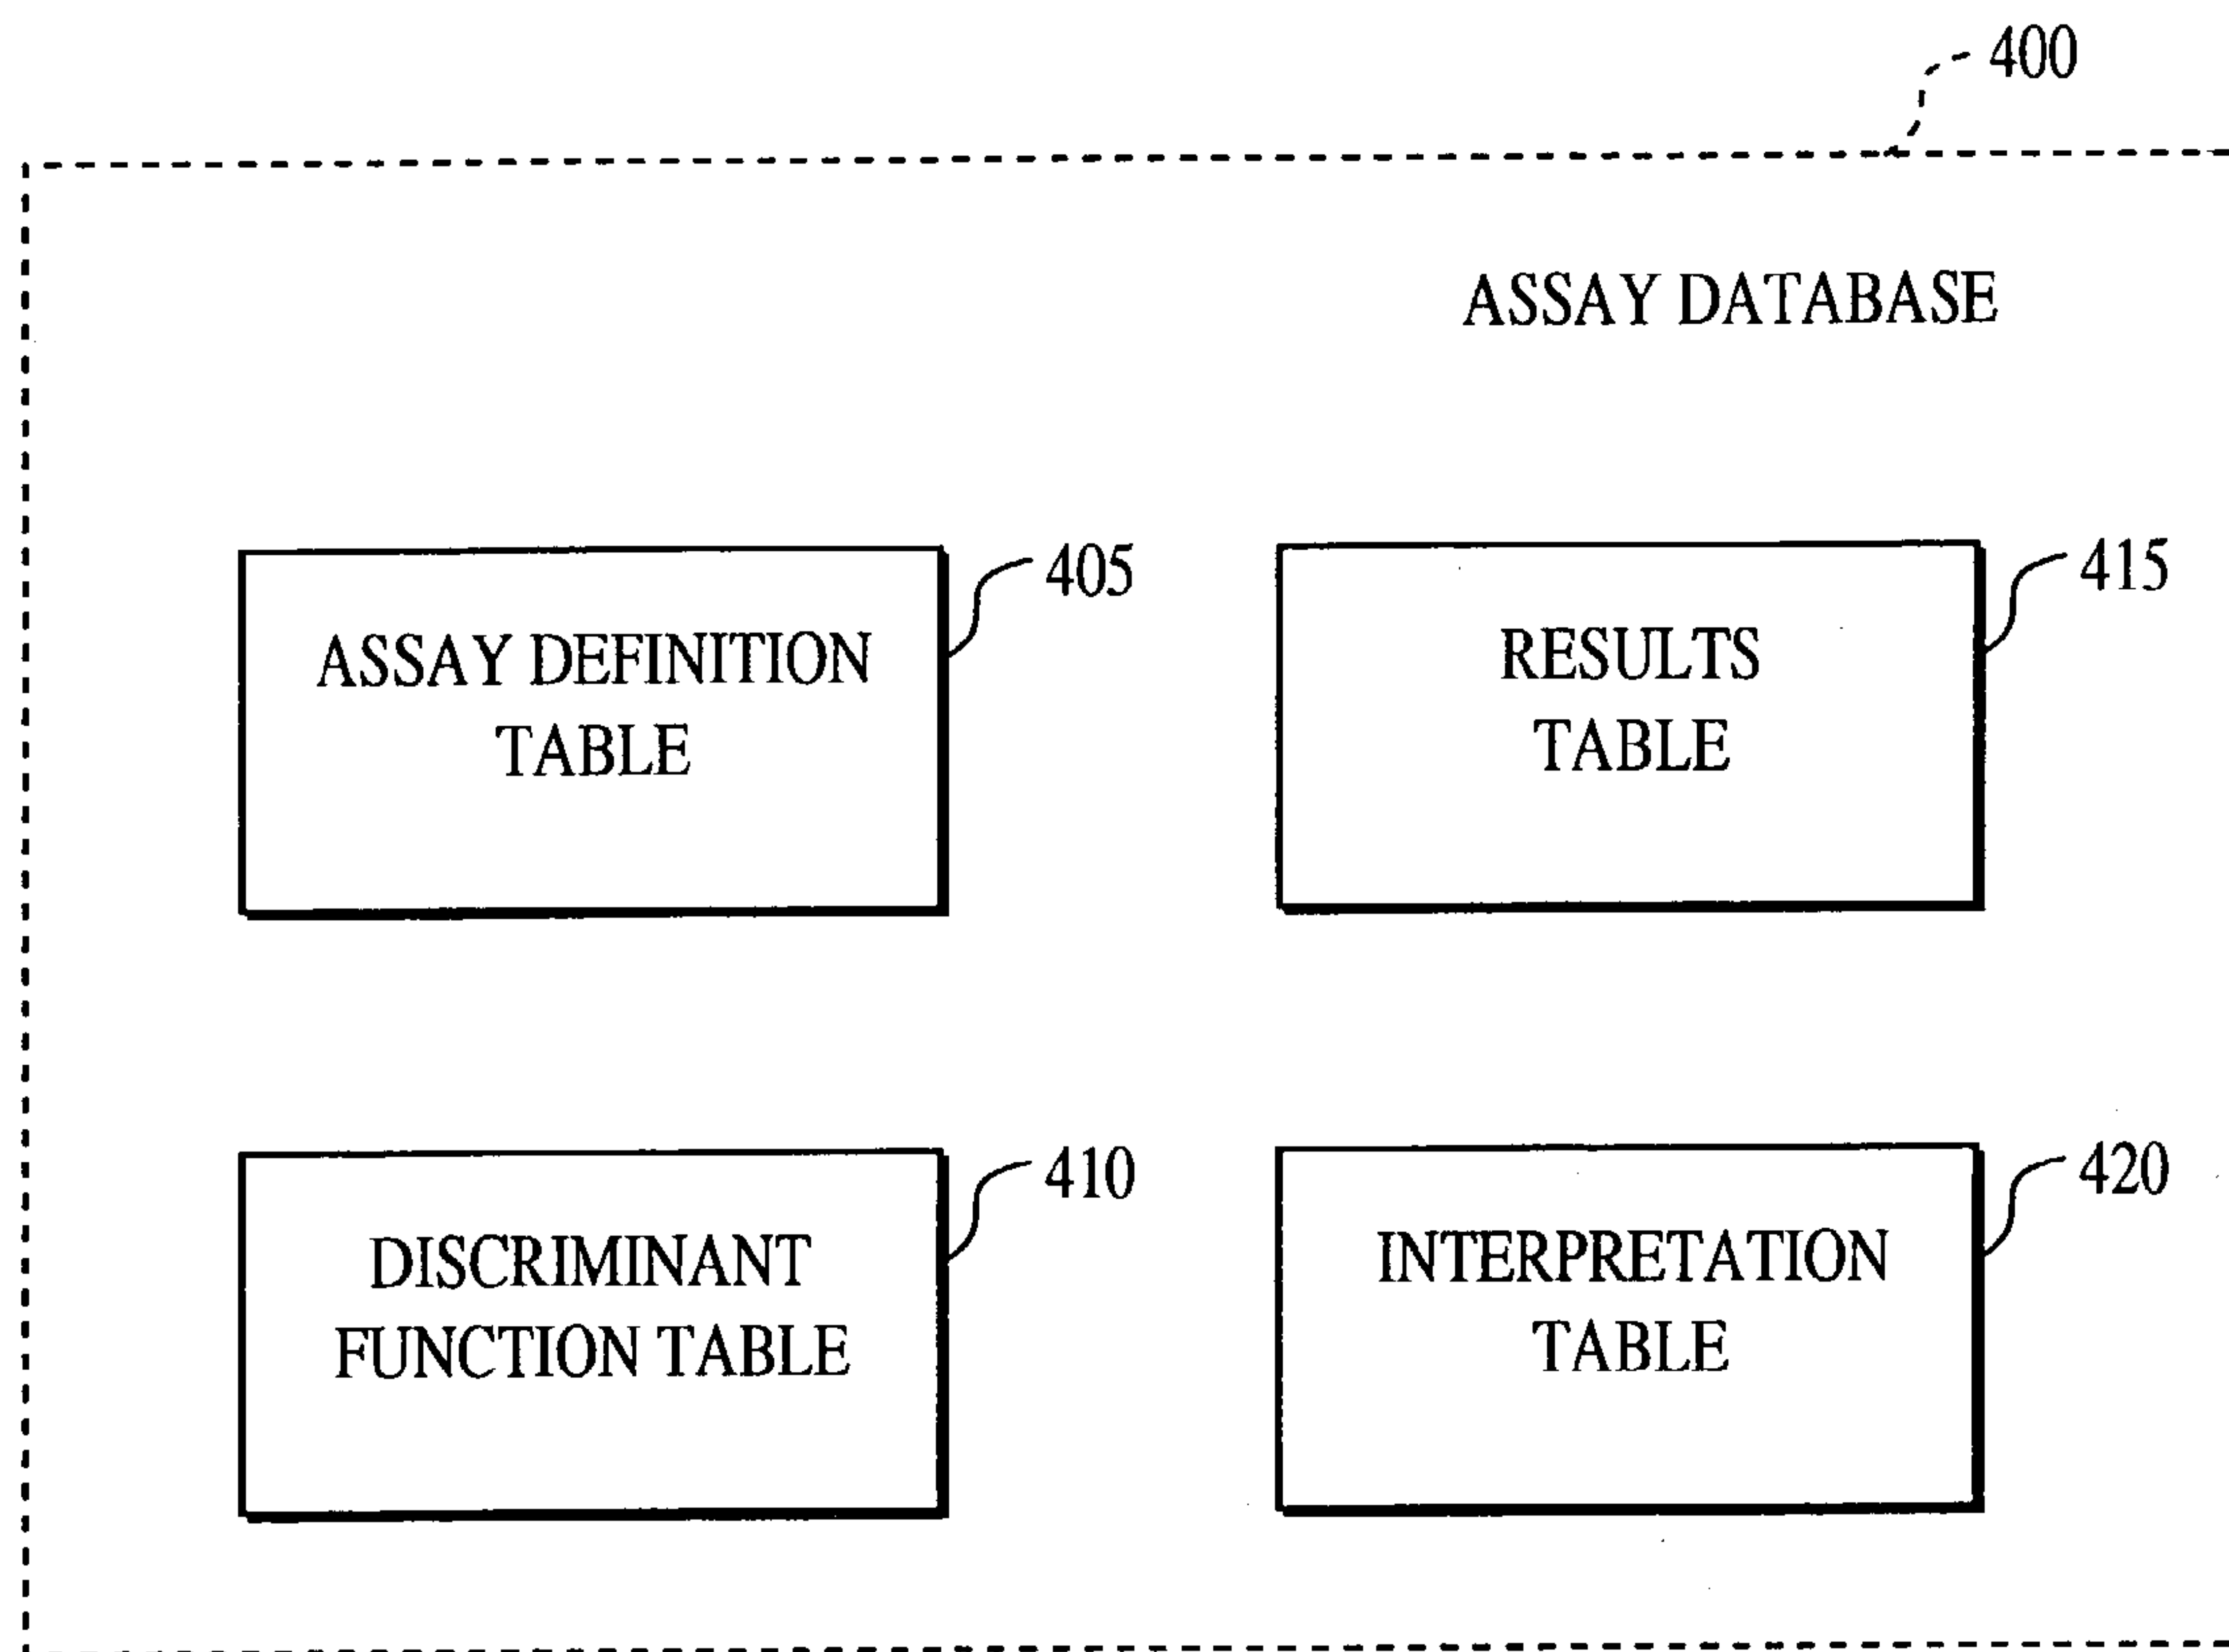 400
ASSAY DATABASE
405
ASSAY DEFINITION
TABLE
415
RESULTS
TABLE
410
DISCRIMINANT
FUNCTION TABLE
420
INTERPRETATION
TABLE